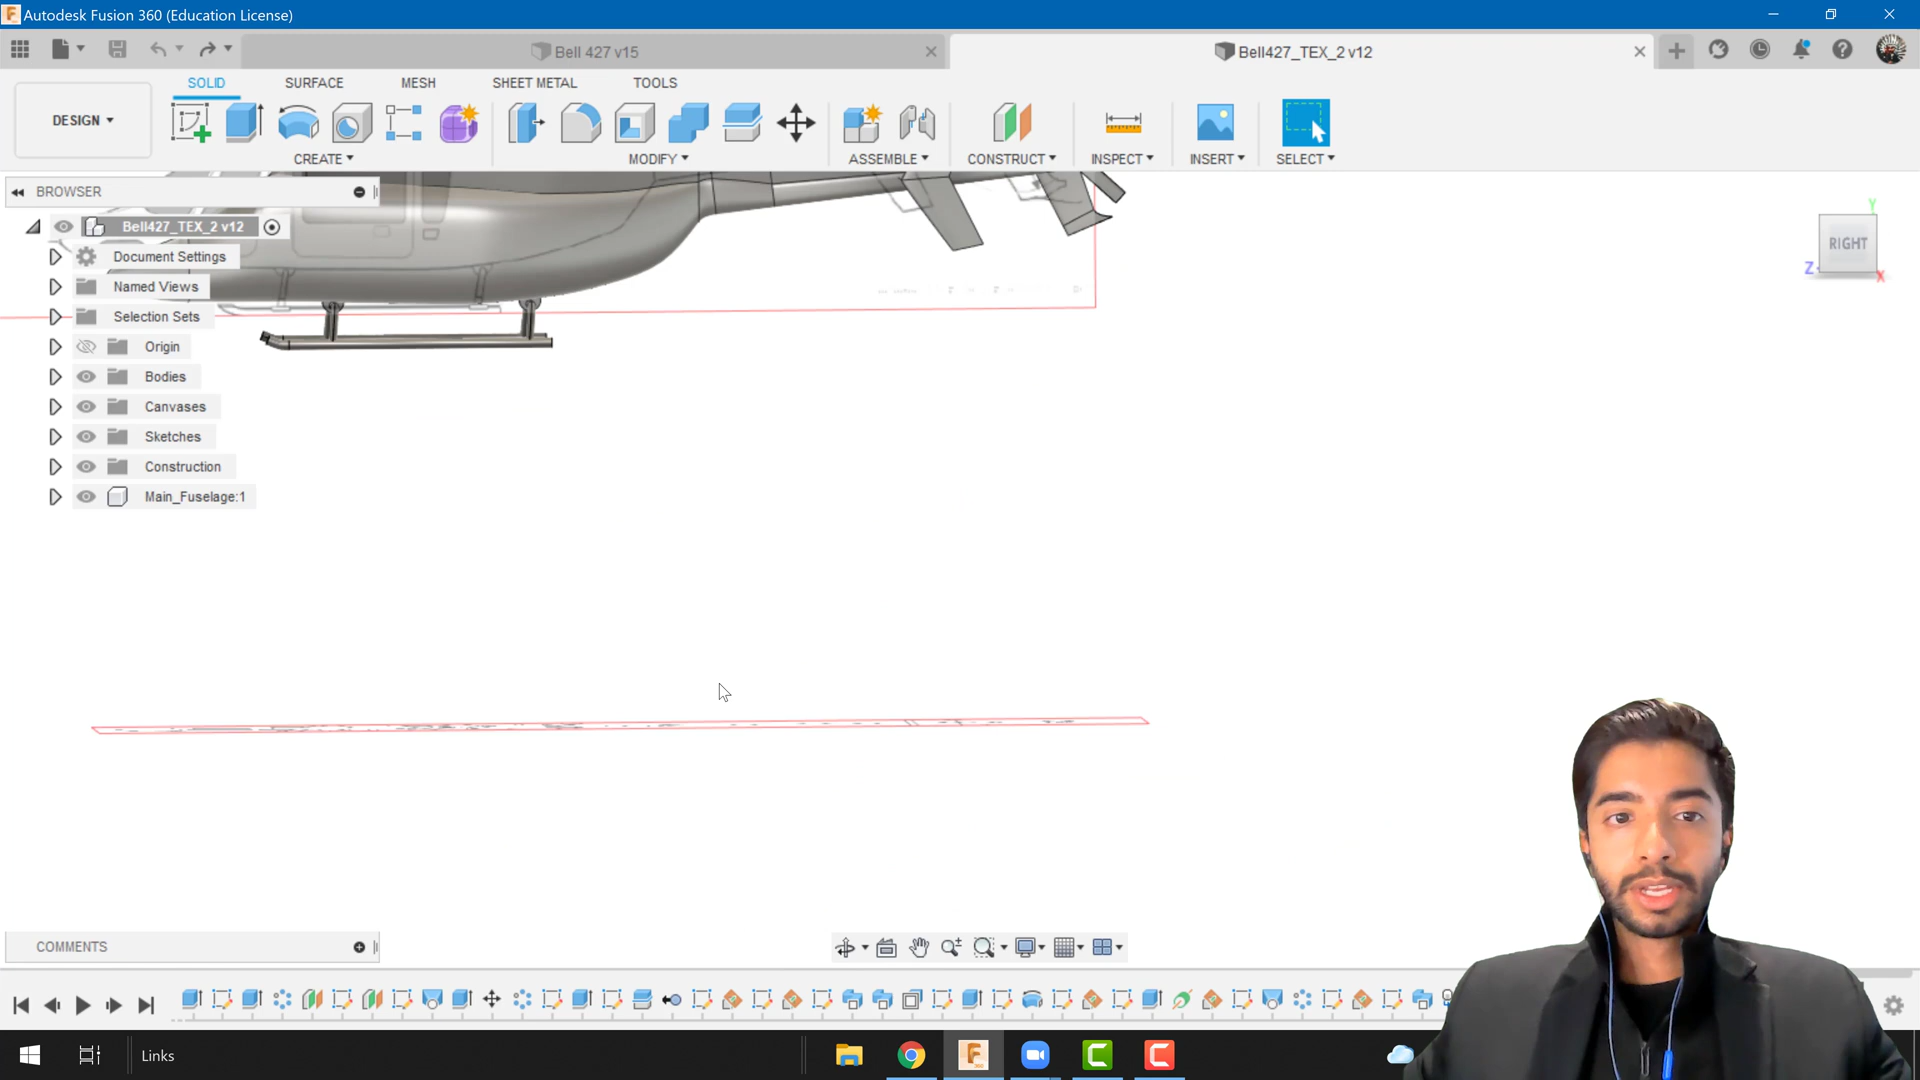 Autodesk Fusion 360 (Education License)
Bell 427 v15
Bell427_TEX_2 v12
SOLID
SURFACE
MESH
SHEET METAL
TOOLS
DESIGN
CREATE
MODIFY
ASSEMBLE
CONSTRUCT
INSPECT
INSERT
SELECT
BROWSER
Bell427_TEX_2 v12
Document Settings
Named Views
Selection Sets
Origin
Bodies
Canvases
Sketches
Construction
Main_Fuselage:1
Y
RIGHT
Z
X
COMMENTS
Links